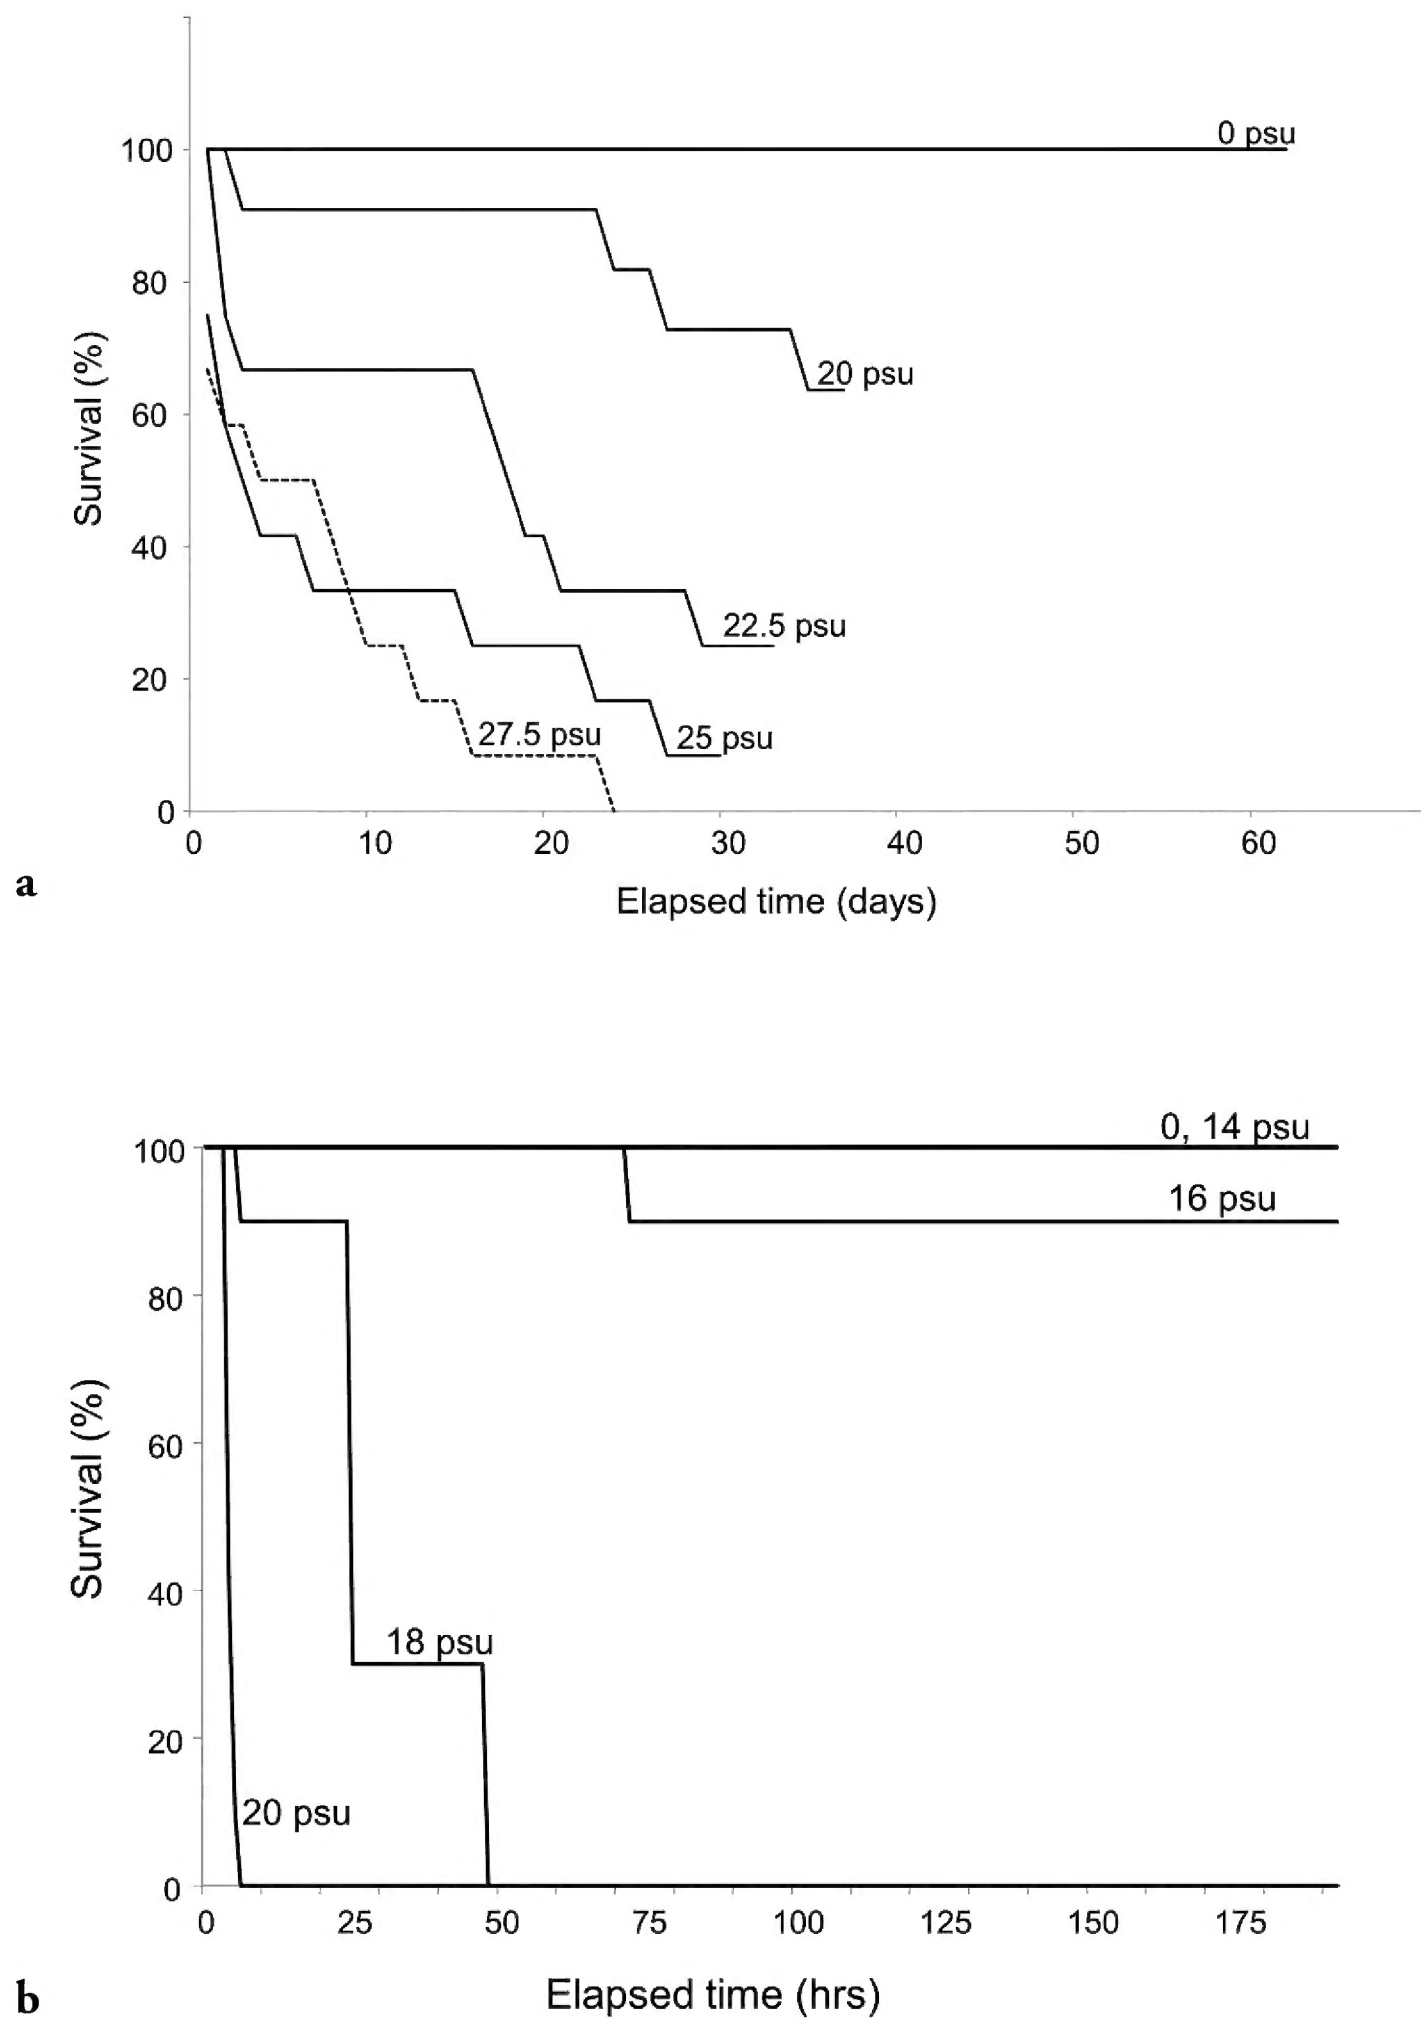 0 psu
100
80
20 psu
60
Survival (%)
40
22.5 psu
20
27.5 psu
25 psu
0
0 10 20 30 40 50 60
a
Elapsed time (days)
0, 14 psu
100
16 psu
80
60
Survival (%)
40
18 psu
20
20 psu
0
0 25 50 75 100 125 150 175
b
Elapsed time (hrs)